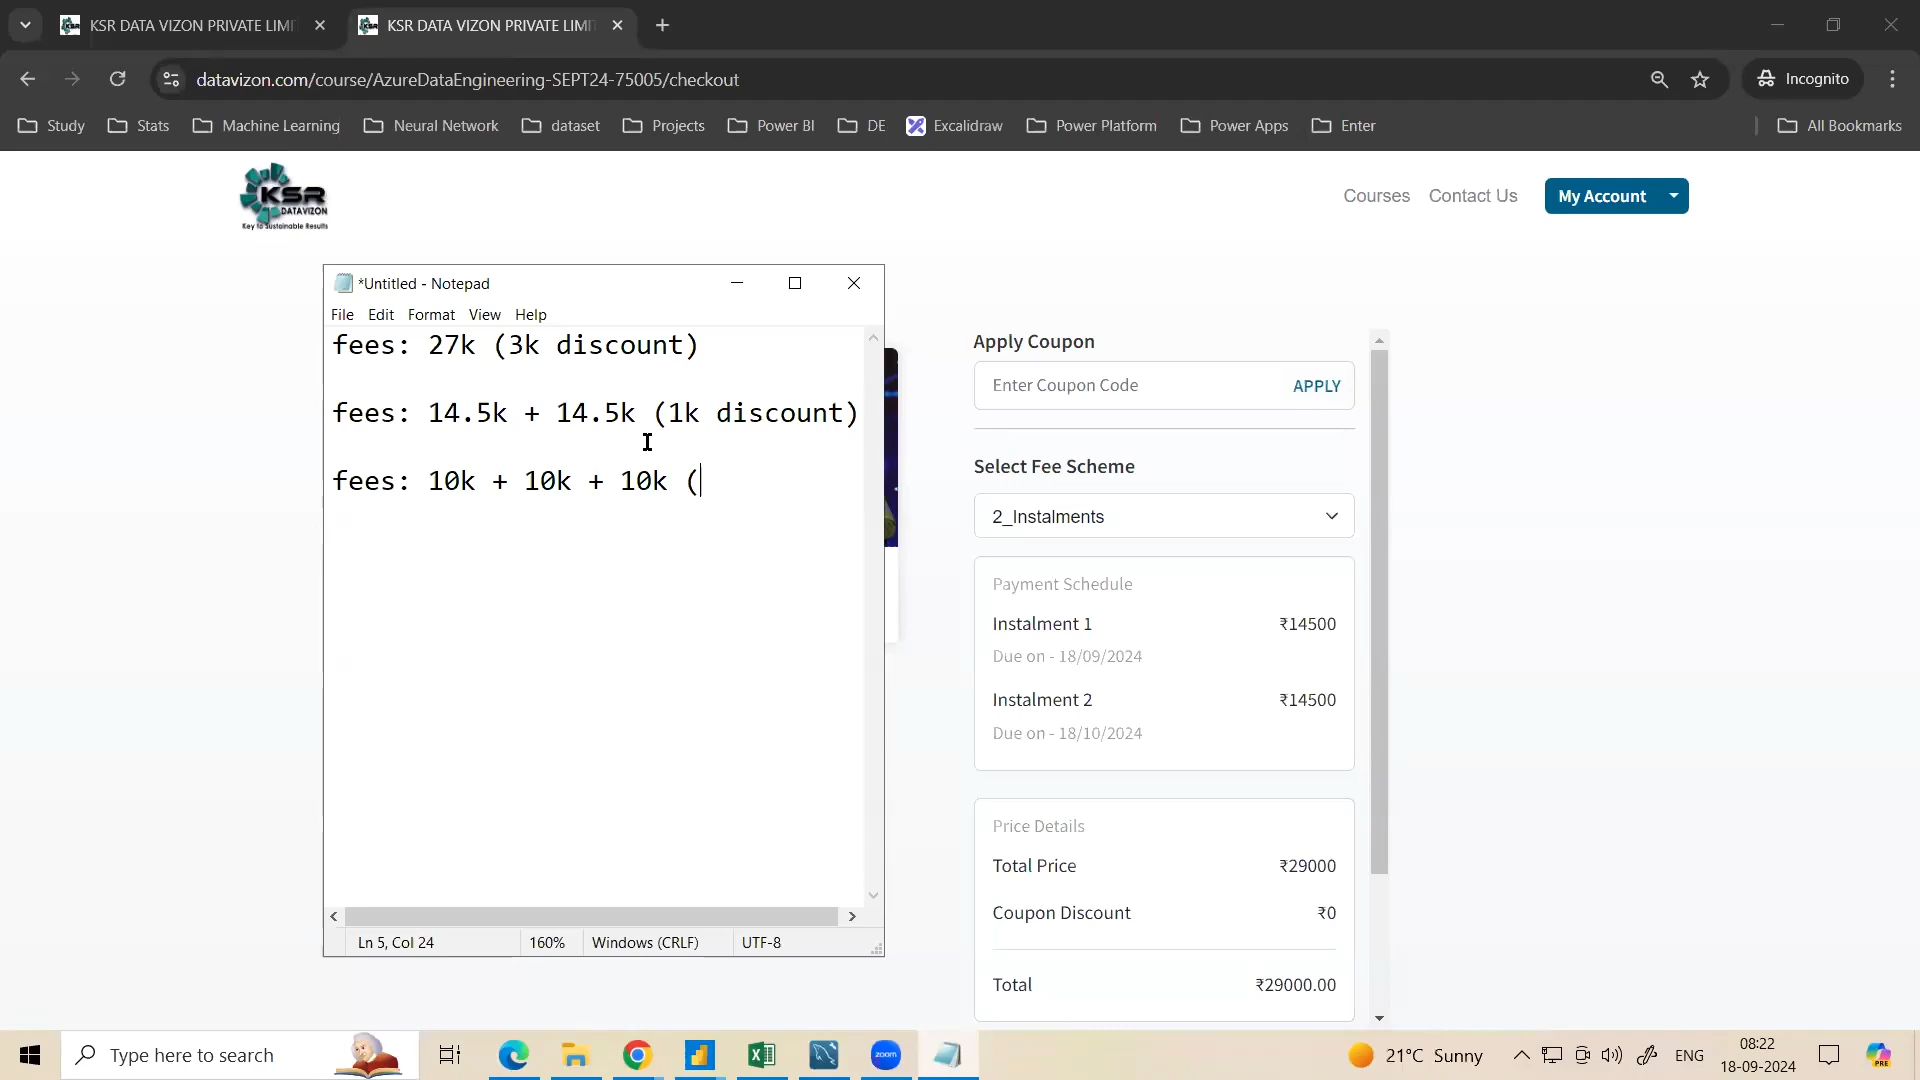 KSR DATA VIZON PRIVATE LIMI
KSR DATA VIZON PRIVATE LIMI
datavizon.com/course/AzureDataEngineering-SEPT24-75005/checkout
Incognito
Study
Stats
Machine Learning
Neural Network
dataset
Projects
Power BI
DE
Excalidraw
Power Platform
Power Apps
Enter
All Bookmarks
KSR
DATAVIZON
Key to Sustainable Results
Courses
Contact Us
My Account
*Untitled - Notepad
File Edit Format View Help
fees: 27k (3k discount)
fees: 14.5k + 14.5k (1k discount)
fees: 10k + 10k + 10k (
Ln 5, Col 24
160%
Windows (CRLF)
UTF-8
Apply Coupon
Enter Coupon Code
APPLY
Select Fee Scheme
2_Instalments
Payment Schedule
Instalment 1 ₹14500
Due on - 18/09/2024
Instalment 2 ₹14500
Due on - 18/10/2024
Price Details
Total Price ₹29000
Coupon Discount ₹0
Total ₹29000.00
Type here to search
zoom
21°C Sunny
ENG
08:22
18-09-2024
PRE